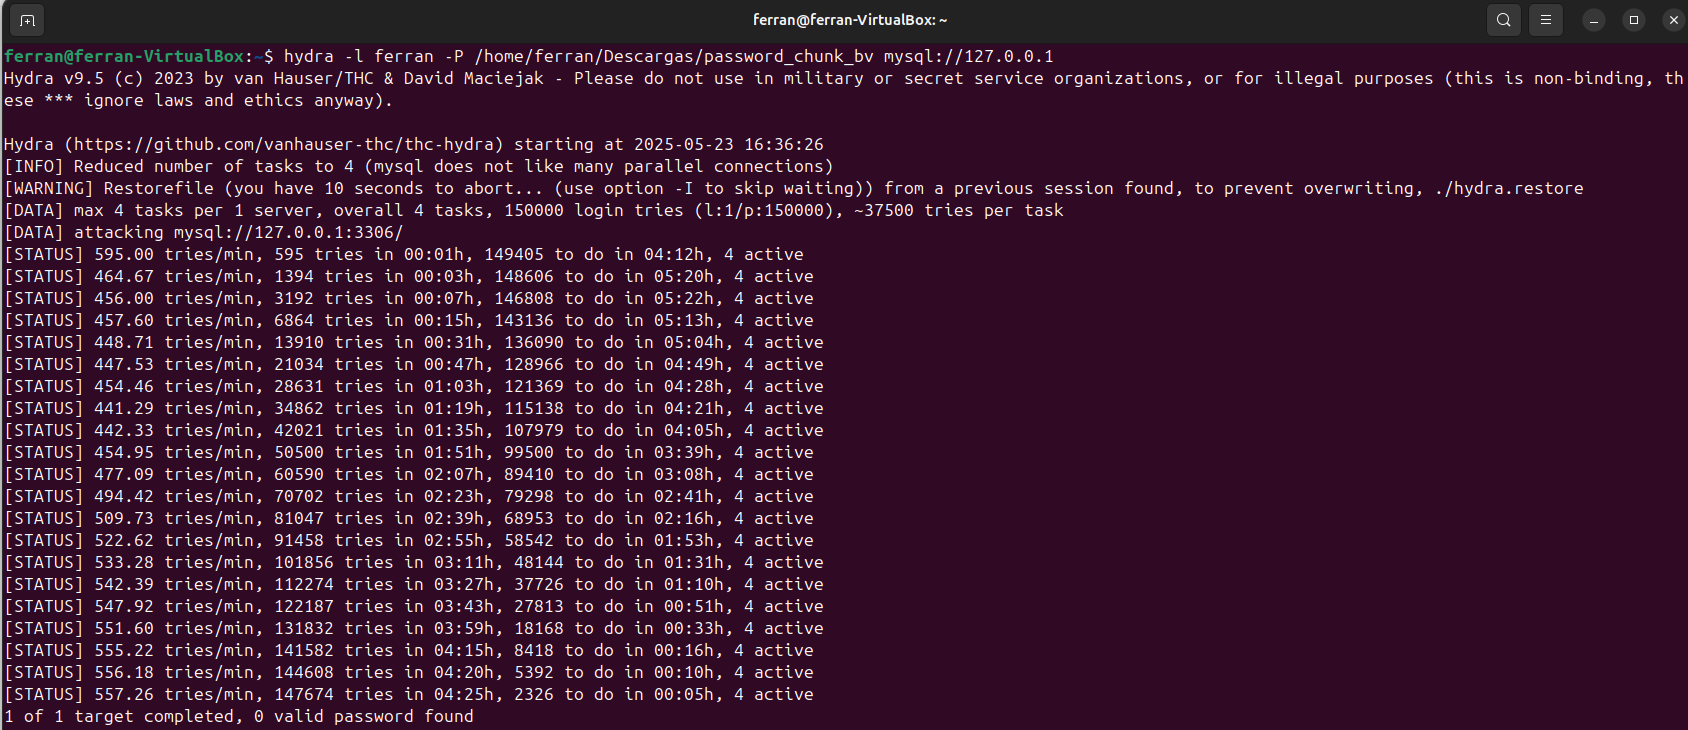 ferran@ferran-VirtualBox: ~
ferran@ferran-VirtualBox:~$ hydra -l ferran -P /home/ferran/Descargas/password_chunk_bv mysql://127.0.0.1
Hydra v9.5 (c) 2023 by van Hauser/THC & David Maciejak - Please do not use in military or secret service organizations, or for illegal purposes (this is non-binding, th
ese *** ignore laws and ethics anyway).
Hydra (https://github.com/vanhauser-thc/thc-hydra) starting at 2025-05-23 16:36:26
[INFO] Reduced number of tasks to 4 (mysql does not like many parallel connections)
[WARNING] Restorefile (you have 10 seconds to abort... (use option -I to skip waiting)) from a previous session found, to prevent overwriting, ./hydra.restore
[DATA] max 4 tasks per 1 server, overall 4 tasks, 150000 login tries (l:1/p:150000), ~37500 tries per task
[DATA] attacking mysql://127.0.0.1:3306/
[STATUS] 595.00 tries/min, 595 tries in 00:01h, 149405 to do in 04:12h, 4 active
[STATUS] 464.67 tries/min, 1394 tries in 00:03h, 148606 to do in 05:20h, 4 active
[STATUS] 456.00 tries/min, 3192 tries in 00:07h, 146808 to do in 05:22h, 4 active
[STATUS] 457.60 tries/min, 6864 tries in 00:15h, 143136 to do in 05:13h, 4 active
[STATUS] 448.71 tries/min, 13910 tries in 00:31h, 136090 to do in 05:04h, 4 active
[STATUS] 447.53 tries/min, 21034 tries in 00:47h, 128966 to do in 04:49h, 4 active
[STATUS] 454.46 tries/min, 28631 tries in 01:03h, 121369 to do in 04:28h, 4 active
[STATUS] 441.29 tries/min, 34862 tries in 01:19h, 115138 to do in 04:21h, 4 active
[STATUS] 442.33 tries/min, 42021 tries in 01:35h, 107979 to do in 04:05h, 4 active
[STATUS] 454.95 tries/min, 50500 tries in 01:51h, 99500 to do in 03:39h, 4 active
[STATUS] 477.09 tries/min, 60590 tries in 02:07h, 89410 to do in 03:08h, 4 active
[STATUS] 494.42 tries/min, 70702 tries in 02:23h, 79298 to do in 02:41h, 4 active
[STATUS] 509.73 tries/min, 81047 tries in 02:39h, 68953 to do in 02:16h, 4 active
[STATUS] 522.62 tries/min, 91458 tries in 02:55h, 58542 to do in 01:53h, 4 active
[STATUS] 533.28 tries/min, 101856 tries in 03:11h, 48144 to do in 01:31h, 4 active
[STATUS] 542.39 tries/min, 112274 tries in 03:27h, 37726 to do in 01:10h, 4 active
[STATUS] 547.92 tries/min, 122187 tries in 03:43h, 27813 to do in 00:51h, 4 active
[STATUS] 551.60 tries/min, 131832 tries in 03:59h, 18168 to do in 00:33h, 4 active
[STATUS] 555.22 tries/min, 141582 tries in 04:15h, 8418 to do in 00:16h, 4 active
[STATUS] 556.18 tries/min, 144608 tries in 04:20h, 5392 to do in 00:10h, 4 active
[STATUS] 557.26 tries/min, 147674 tries in 04:25h, 2326 to do in 00:05h, 4 active
1 of 1 target completed, 0 valid password found